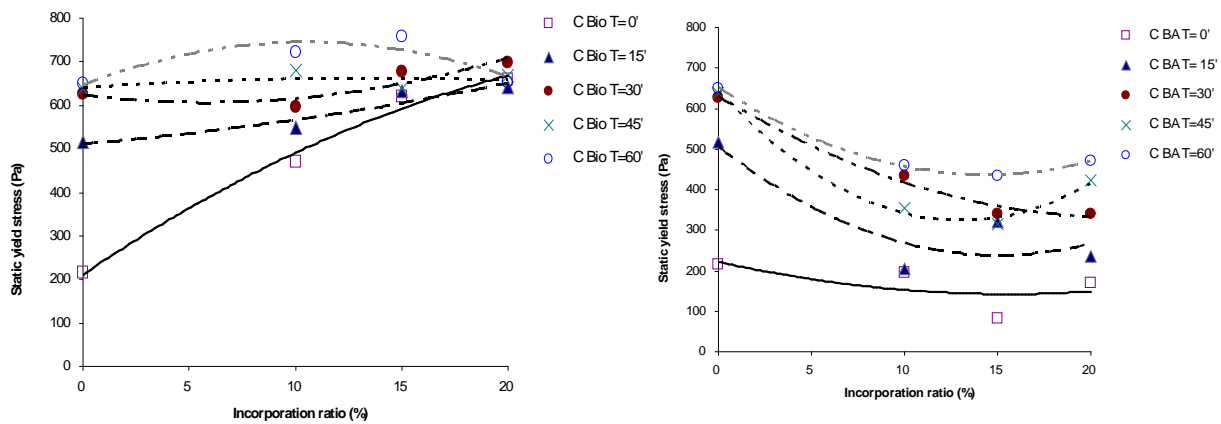 800
700
600
500
400
300
200
100
0
0
5
10
15
20
Static yield stress (Pa)
Incorporation ratio (%)
C Bio T= 0'
C Bio T= 15'
C Bio T=30'
C Bio T=45'
C Bio T=60'
800
700
600
500
400
300
200
100
0
0
5
10
15
20
Static yield stress (Pa)
Incorporation ratio (%)
C BA T= 0'
C BA T= 15'
C BA T=30'
C BA T=45'
C BA T=60'